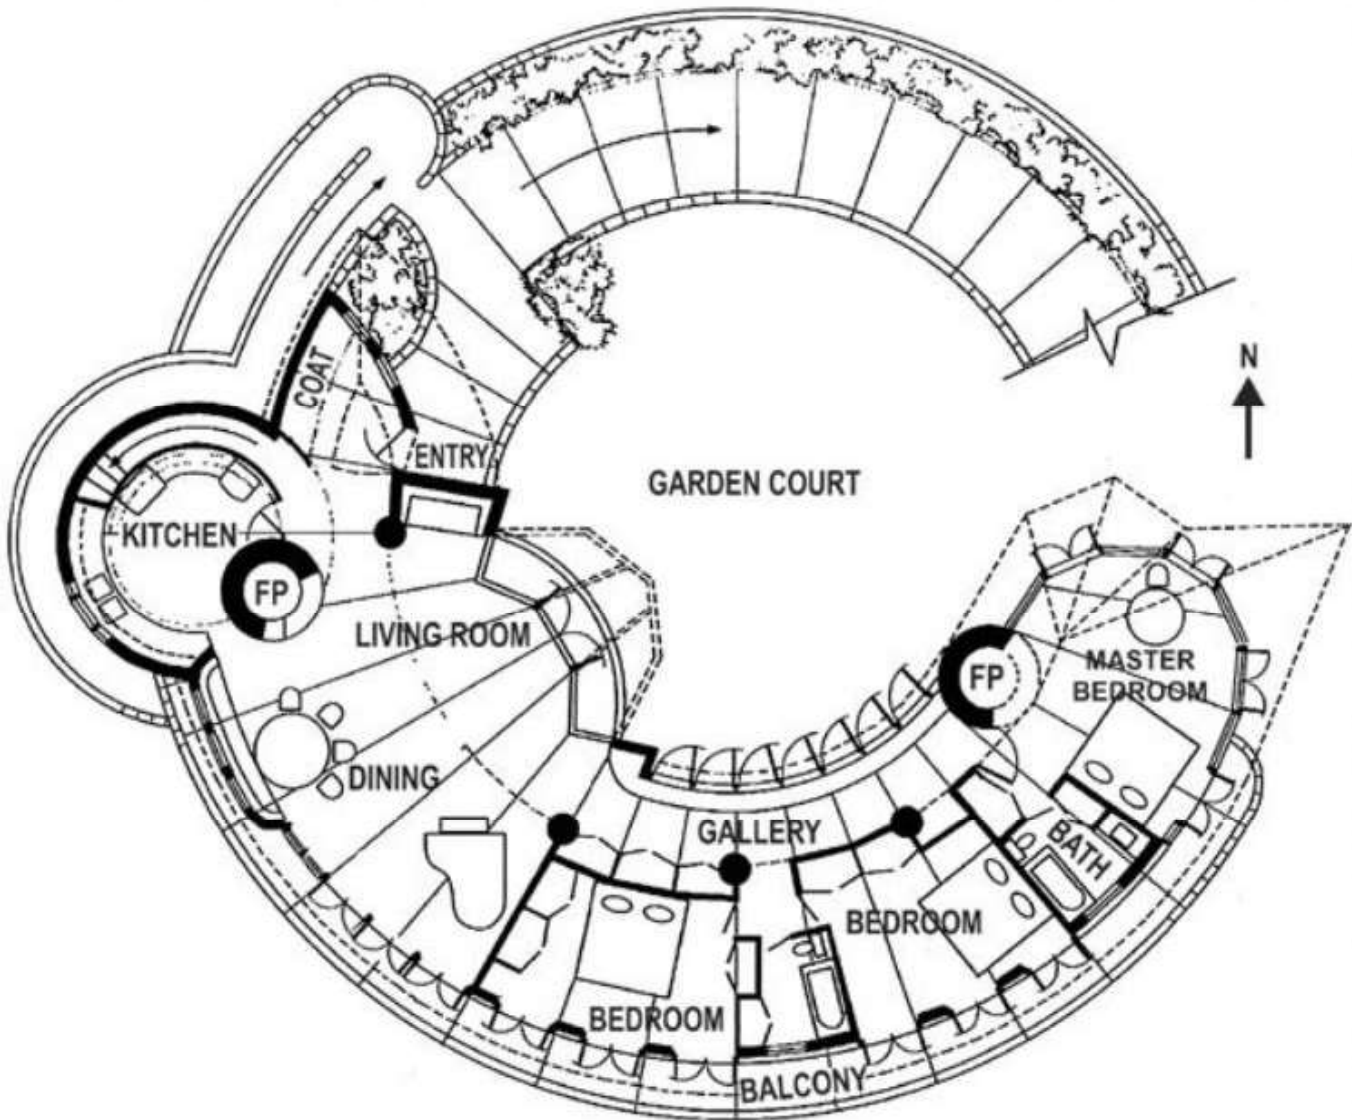 COAT
N
ENTRY
GARDEN COURT
KITCHEN
FP
LIVING ROOM
MASTER
BEDROOM
FP
DINING
GALLERY
BATH
BEDROOM
BEDROOM
BALCONY